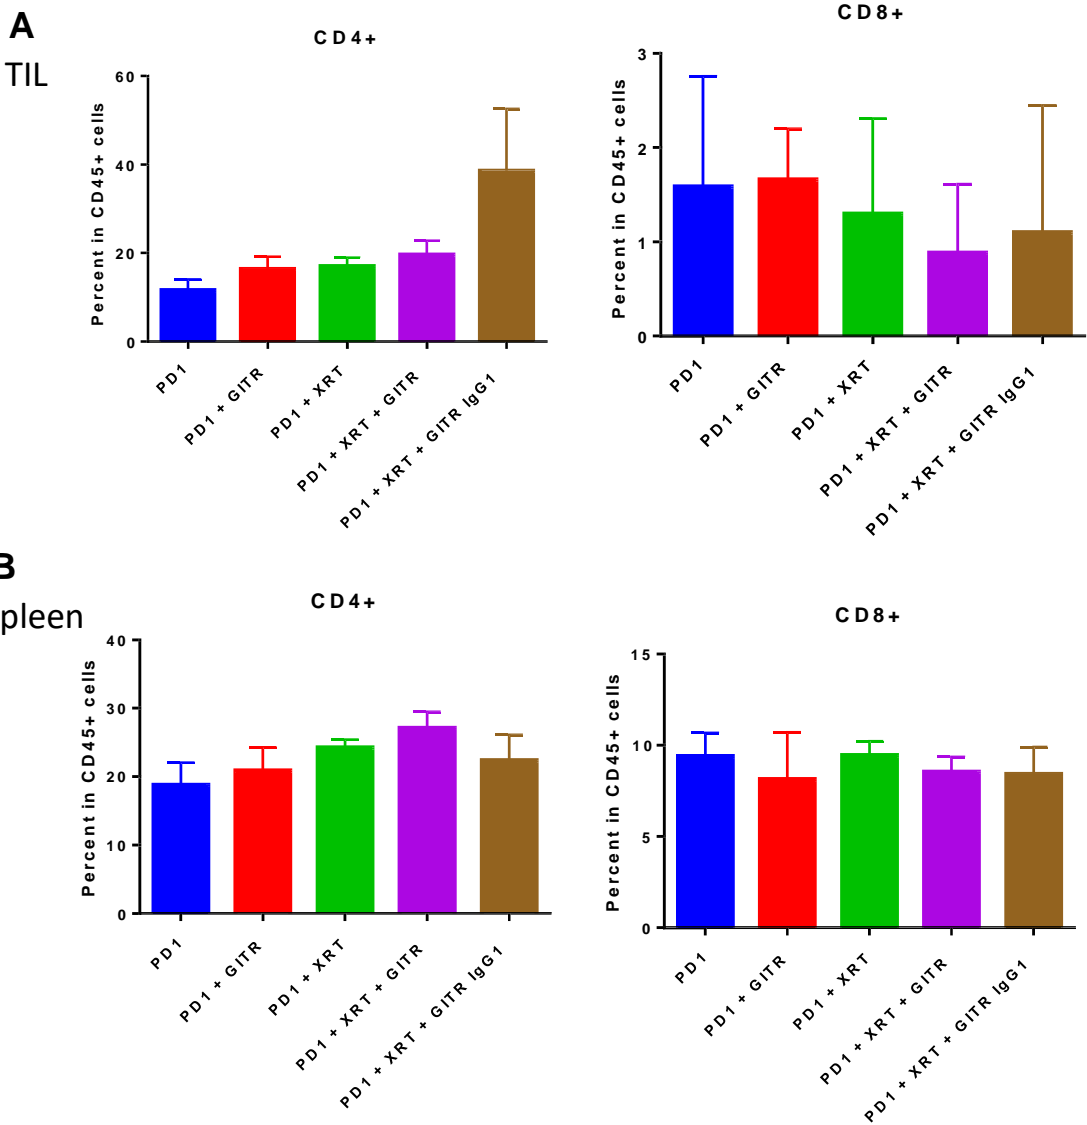 A
TIL
CD4+
Percent in CD45+ cells
60
40
20
0
PD1
PD1 + GITR
PD1 + XRT
PD1 + XRT + GITR
PD1 + XRT + GITR IgG1
CD8+
Percent in CD45+ cells
3
2
1
0
PD1
PD1 + GITR
PD1 + XRT
PD1 + XRT + GITR
PD1 + XRT + GITR IgG1
B
pleen
CD4+
Percent in CD45+ cells
40
30
20
10
0
PD1
PD1 + GITR
PD1 + XRT
PD1 + XRT + GITR
PD1 + XRT + GITR IgG1
CD8+
Percent in CD45+ cells
15
10
5
0
PD1
PD1 + GITR
PD1 + XRT
PD1 + XRT + GITR
PD1 + XRT + GITR IgG1